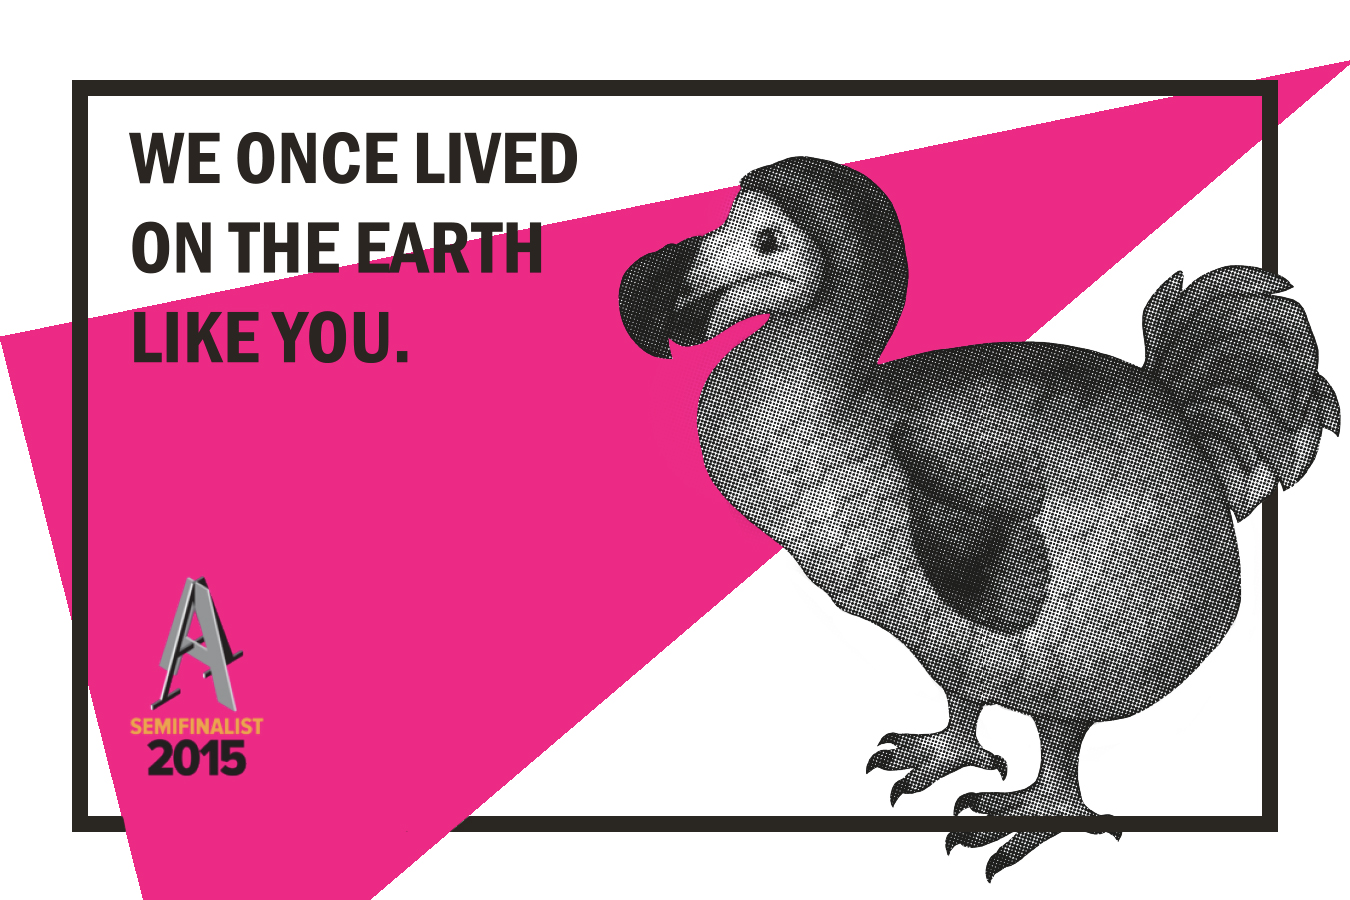 WE ONCE LIVED
ON THE EARTH
LIKE YOU.
A
SEMIFINALIST
2015